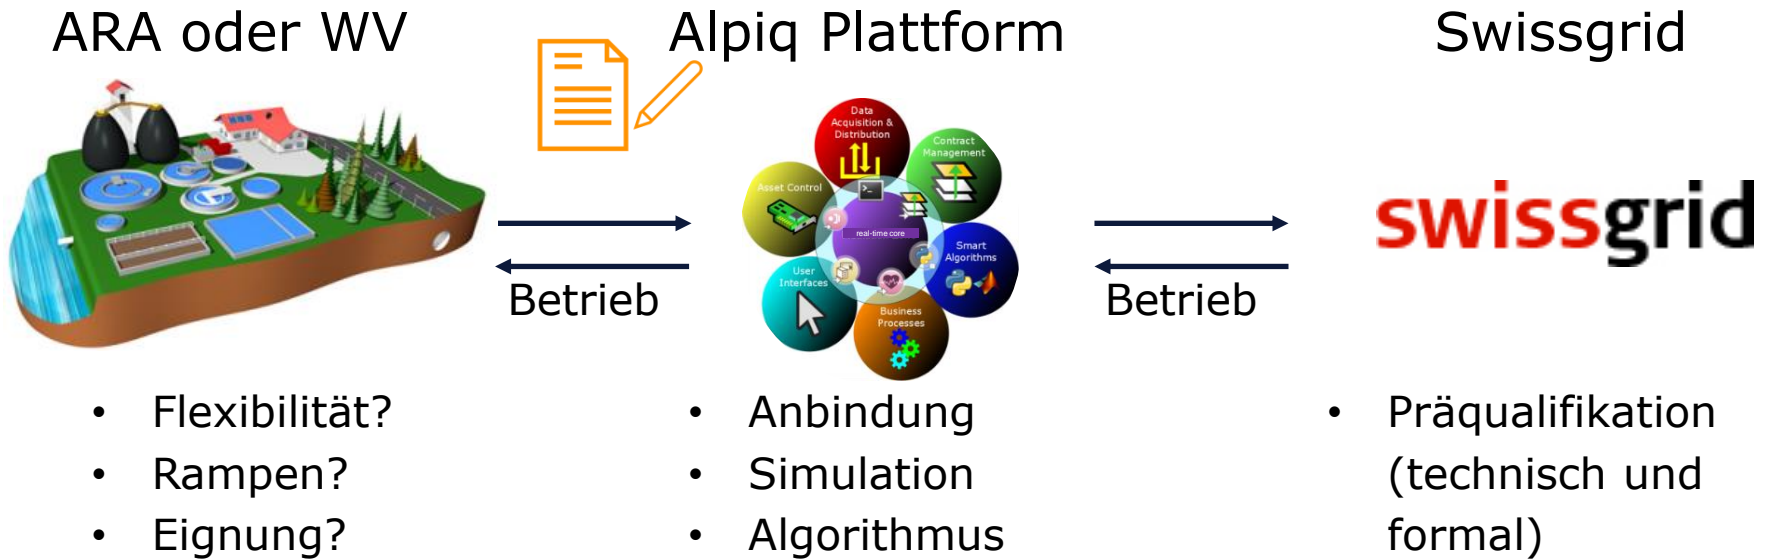 ARA oder WV
Alpiq Plattform
Swissgrid
Data
Acquisition &
Distribution
Contract
Management
Asset Control
real-time core
Smart
Algorithms
User
Interfaces
Business
Processes
swissgrid
Betrieb
Betrieb
• Flexibilität?
• Rampen?
• Eignung?
• Anbindung
• Simulation
• Algorithmus
• Präqualifikation
(technisch und
formal)